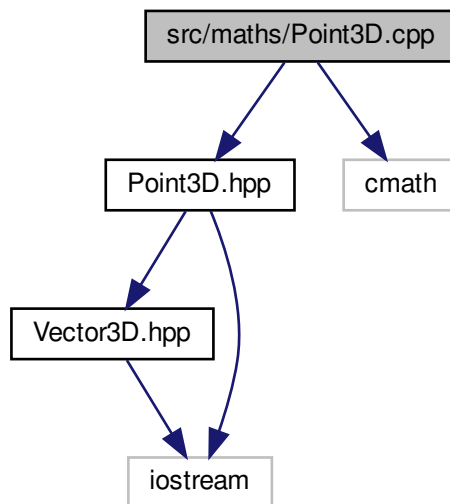 src/maths/Point3D.cpp
Point3D.hpp
cmath
Vector3D.hpp
iostream